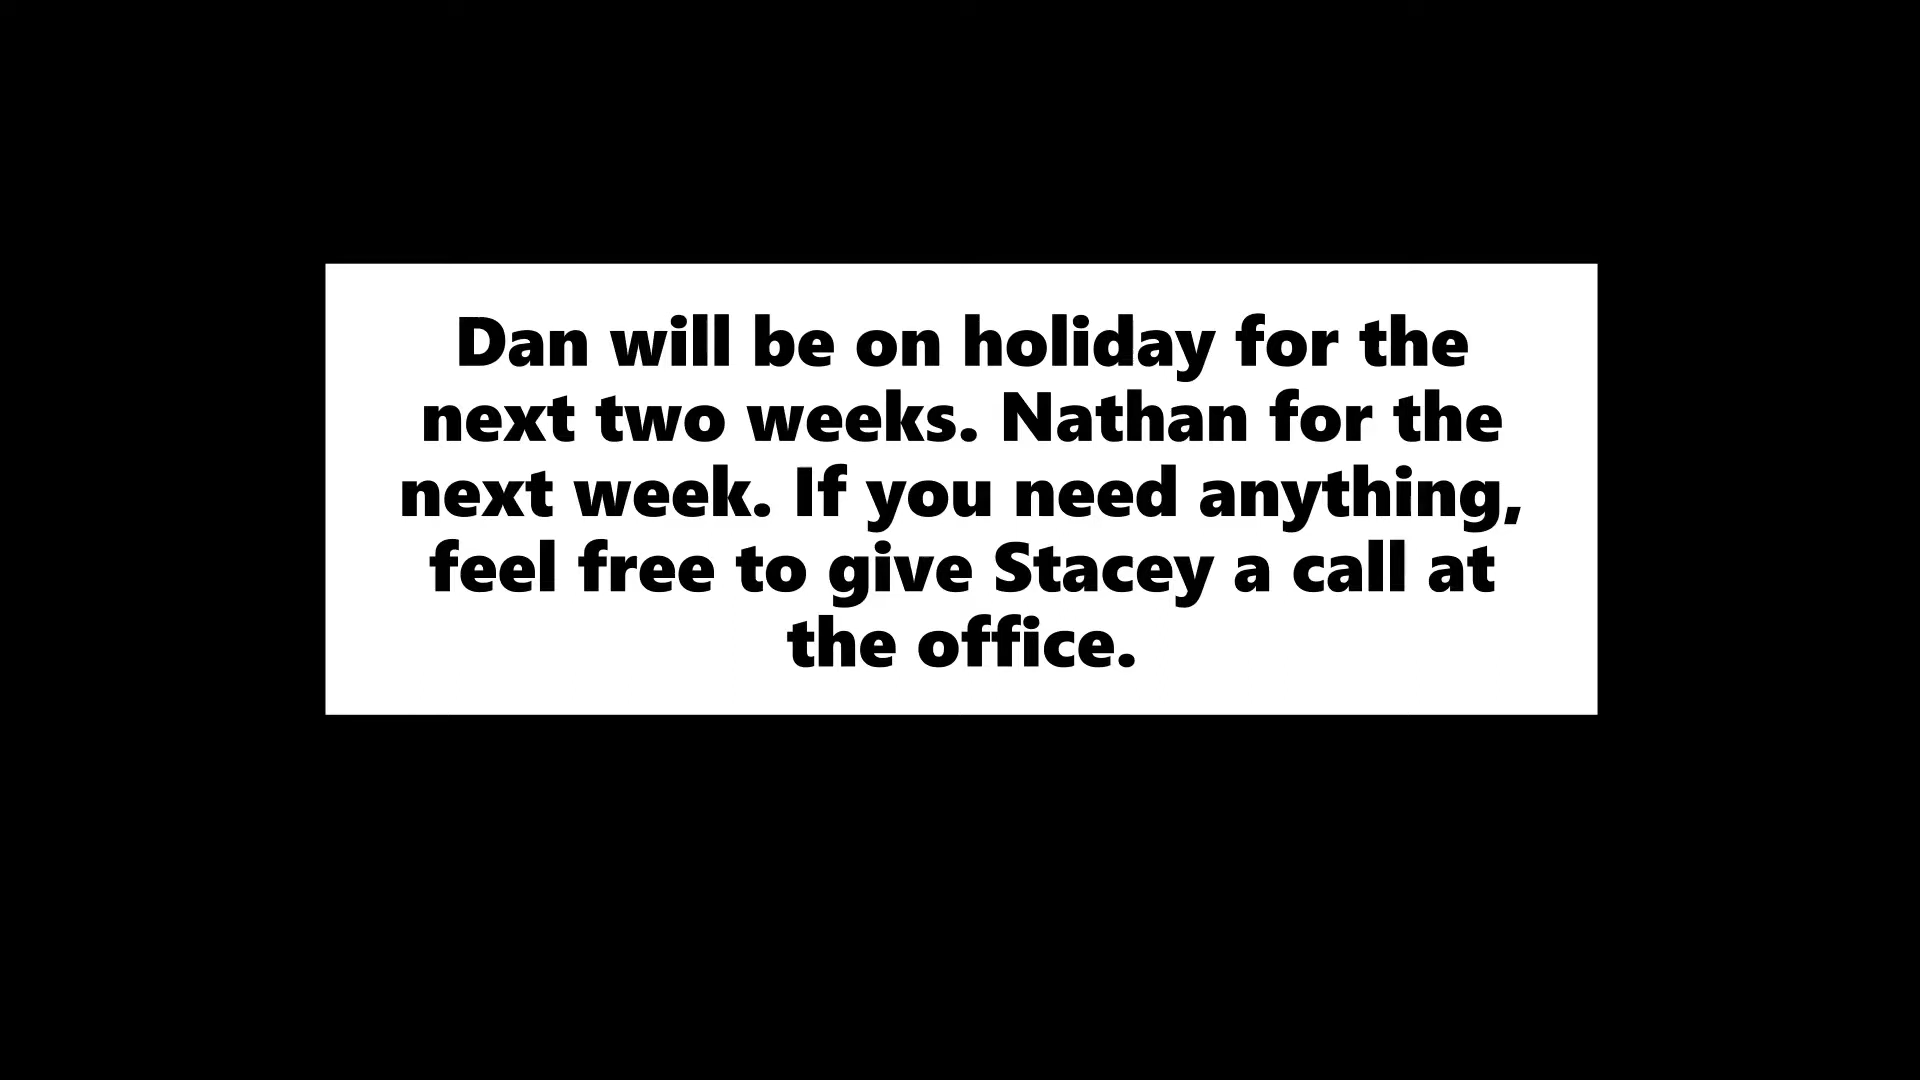 Dan will be on holiday for the
next two weeks. Nathan for the
next week. If you need anything,
feel free to give Stacey a call at
the office.